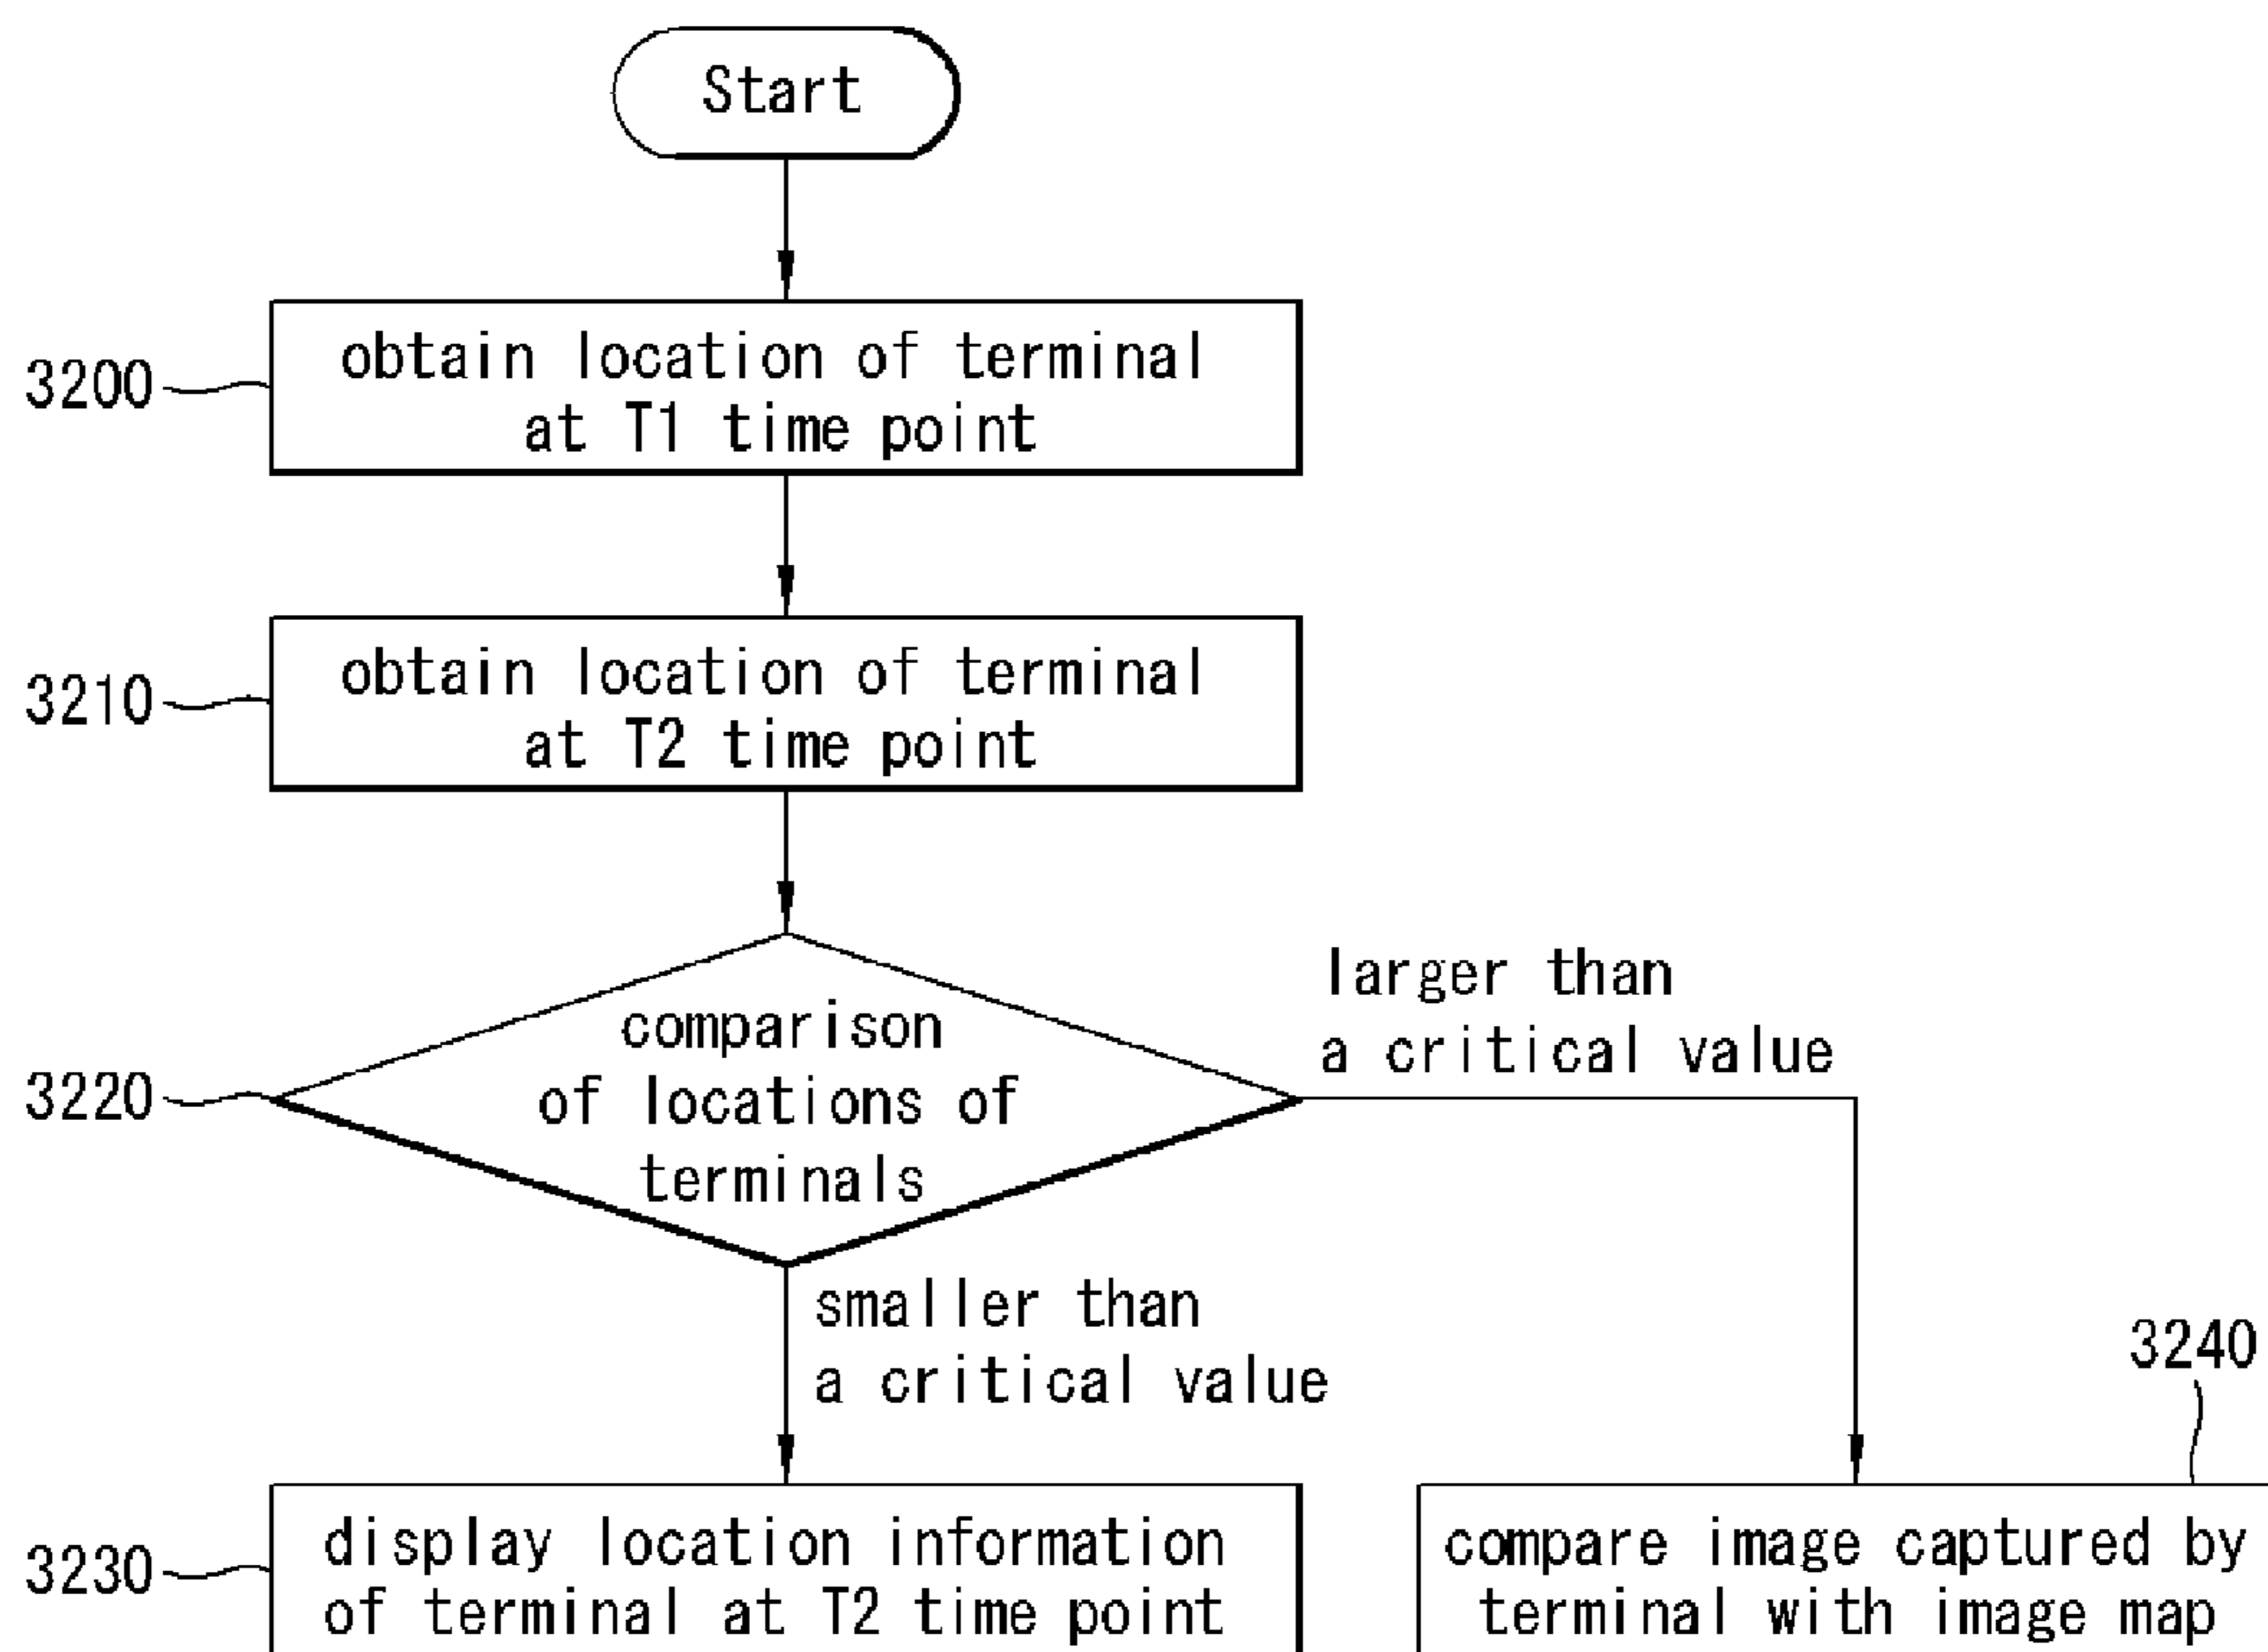 Start
3200
obtain location of terminal
at T1 time point
3210
obtain location of terminal
at T2 time point
3220
comparison
of locations of
terminals
larger than
a critical value
smaller than
a critical value
3230
display location information
of terminal at T2 time point
3240
compare image captured by
terminal with image map